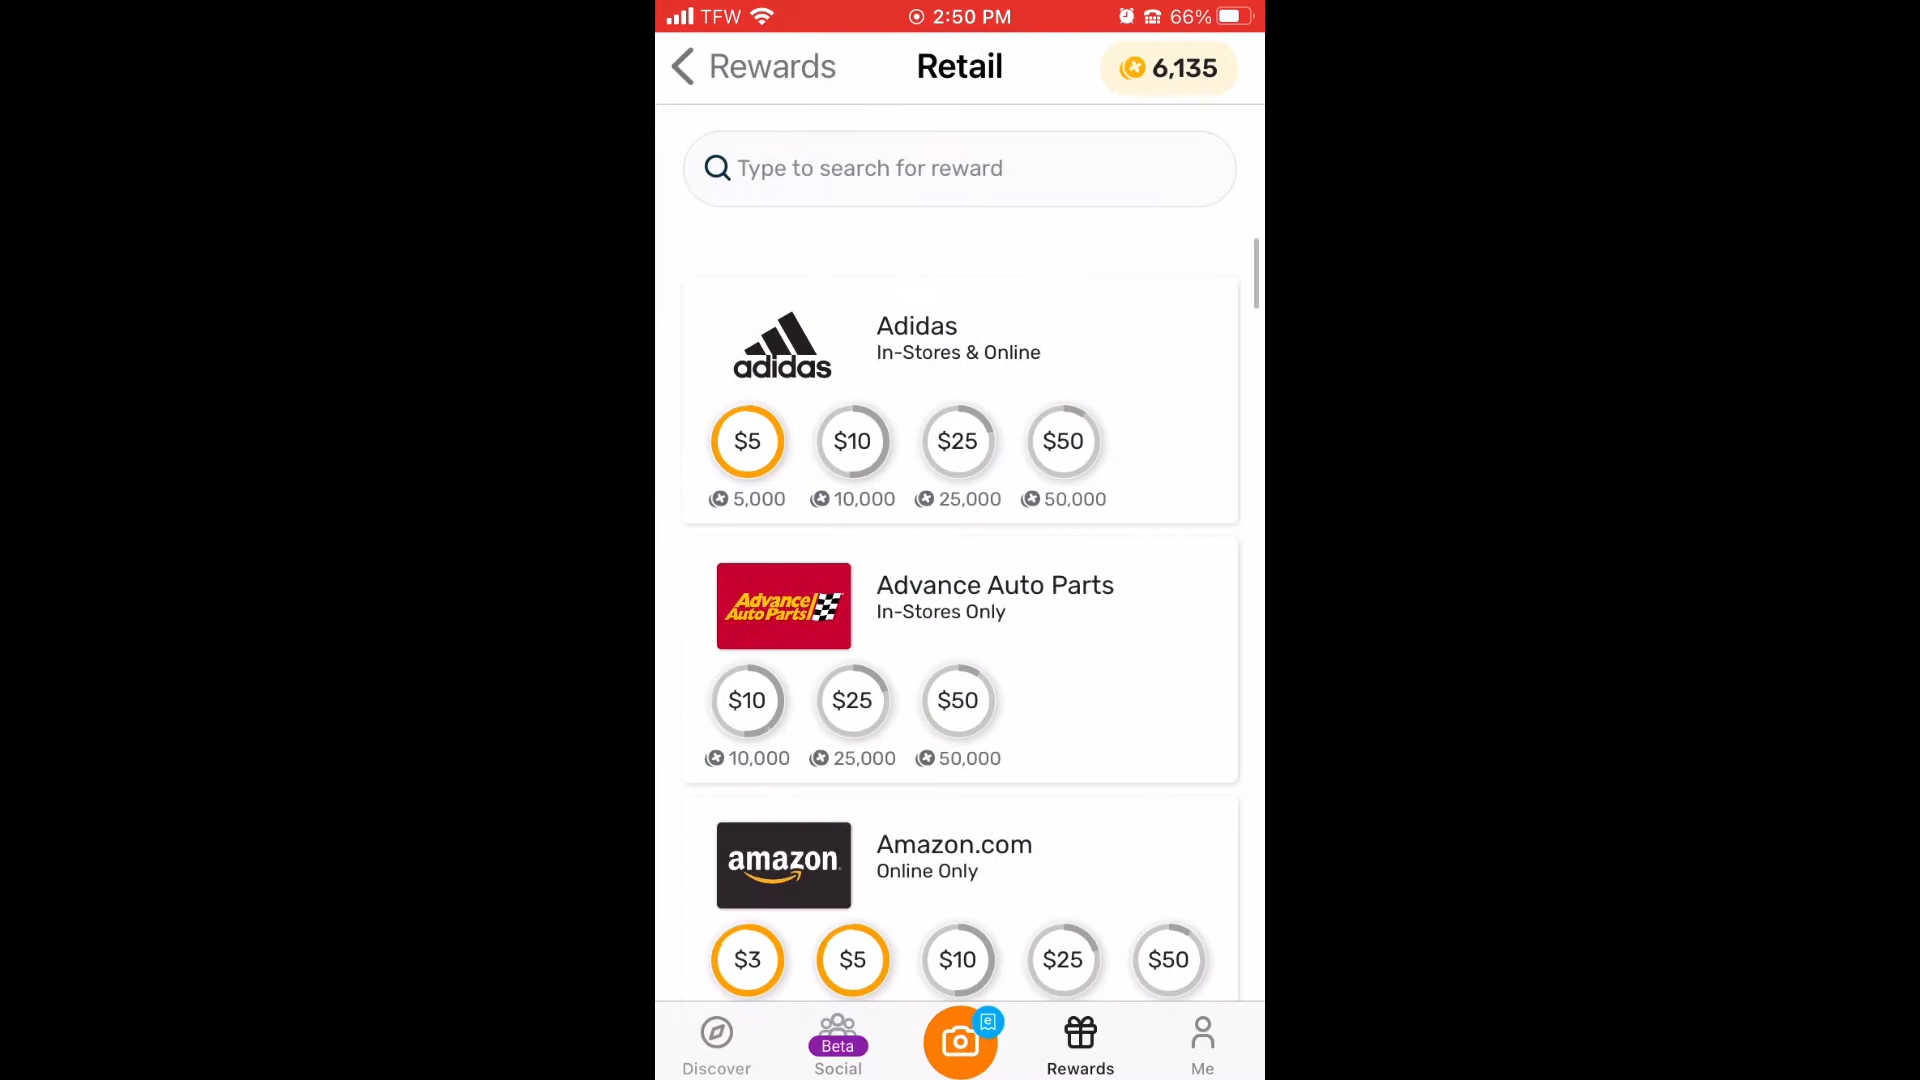 TFW 2:50 PM 66%
Rewards Retail 6,135
Type to search for reward
adidas
Adidas
In-Stores & Online
$5 $10 $25 $50
5,000 10,000 25,000 50,000
Advance
Auto Parts
Advance Auto Parts
In-Stores Only
$10 $25 $50
10,000 25,000 50,000
amazon
Amazon.com
Online Only
$3 $5 $10 $25 $50
Beta
Discover Social Rewards Me